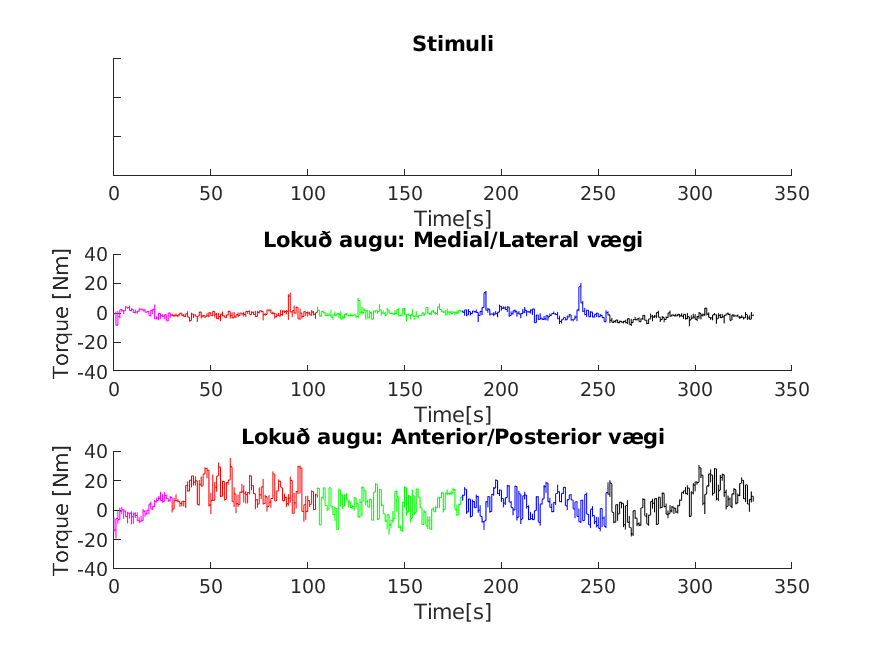 Stimuli
0 50 100 150 200 250 300 350
Time[s]
Lokuð augu: Medial/Lateral vægi
Torque [Nm]
40
20
0
-20
-40
0 50 100 150 200 250 300 350
Time[s]
Lokuð augu: Anterior/Posterior vægi
Torque [Nm]
40
20
0
-20
-40
0 50 100 150 200 250 300 350
Time[s]